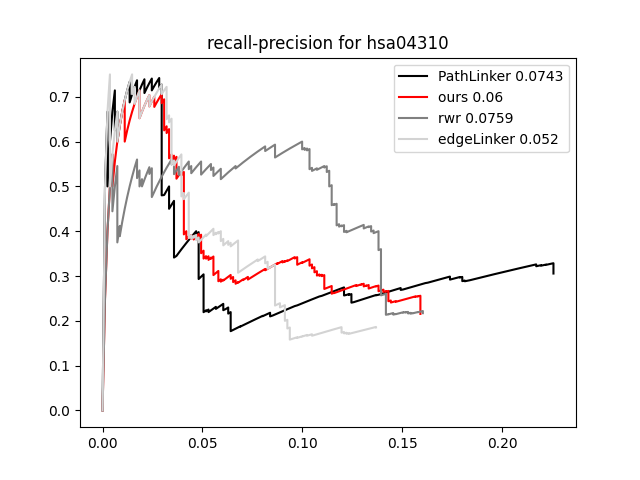 recall-precision for hsa04310
PathLinker 0.0743
ours 0.06
rwr 0.0759
edgeLinker 0.052
0.7
0.6
0.5
0.4
0.3
0.2
0.1
0.0
0.00 0.05 0.10 0.15 0.20